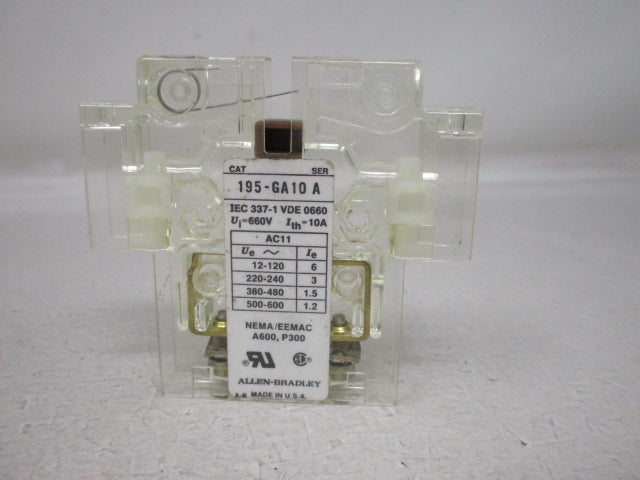 CAT SER
195-GA10 A
IEC 337-1 VDE 0660
Ui=660V Ith=10A
AC11
Ue ~ Ie
12-120 6
220-240 3
380-480 1.5
500-600 1.2
NEMA/EEMAC
A600, P300
ALLEN-BRADLEY
A-B MADE IN U.S.A.